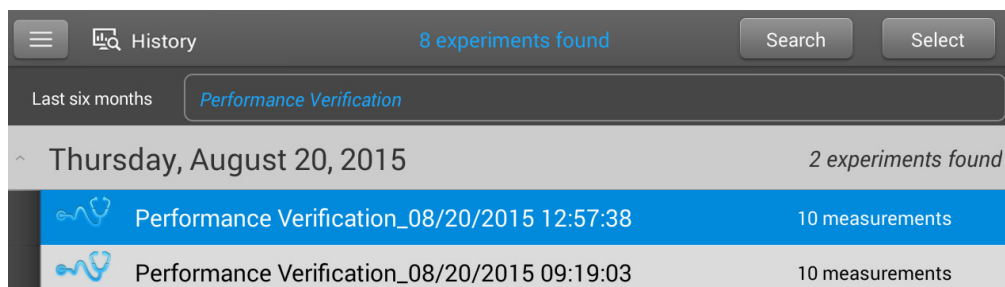 History 8 experiments found Search Select
Last six months Performance Verification
Thursday, August 20, 2015 2 experiments found
Performance Verification_08/20/2015 12:57:38 10 measurements
Performance Verification_08/20/2015 09:19:03 10 measurements